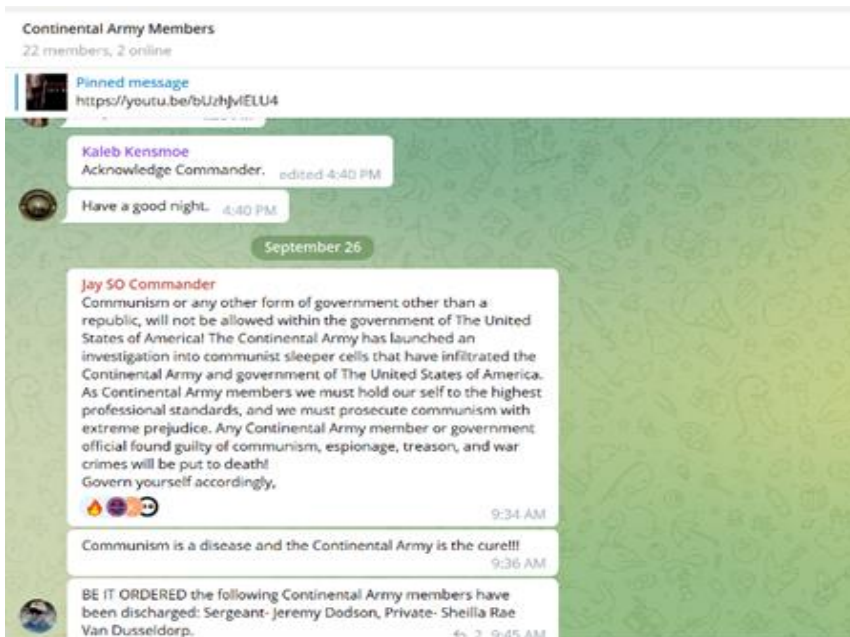 Continental Army Members
22 members, 2 online
Pinned message
https://youtu.be/bUzhJvlELU4
Kaleb Kensmoe
Acknowledge Commander. edited 4:40 PM
Have a good night. 4:40 PM
September 26
Jay SO Commander
Communism or any other form of government other than a
republic, will not be allowed within the government of The United
States of America! The Continental Army has launched an
investigation into communist sleeper cells that have infiltrated the
Continental Army and government of The United States of America.
As Continental Army members we must hold our self to the highest
professional standards, and we must prosecute communism with
extreme prejudice. Any Continental Army member or government
official found guilty of communism, espionage, treason, and war
crimes will be put to death!
Govern yourself accordingly,
9:34 AM
Communism is a disease and the Continental Army is the cure!!!
9:36 AM
BE IT ORDERED the following Continental Army members have
been discharged: Sergeant- Jeremy Dodson, Private- Sheilla Rae
Van Dusseldorp. 2 9:45 AM